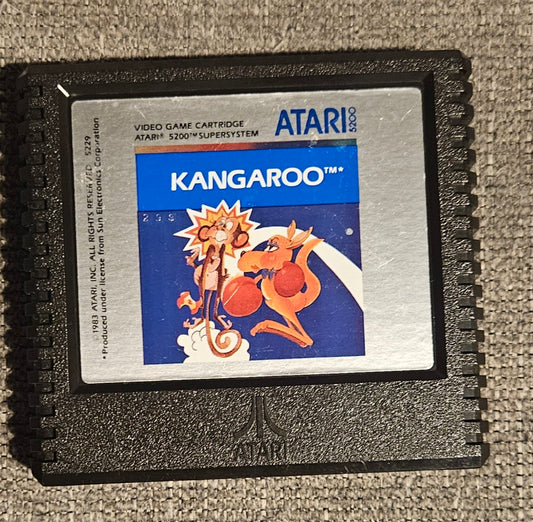 VIDEO GAME CARTRIDGE
ATARI® 5200™ SUPERSYSTEM
ATARI 5200
KANGAROO™*
®
©1983 ATARI, INC. ALL RIGHTS RESERVED. 5229
*Produced under license from Sun Electronics Corporation
ATARI